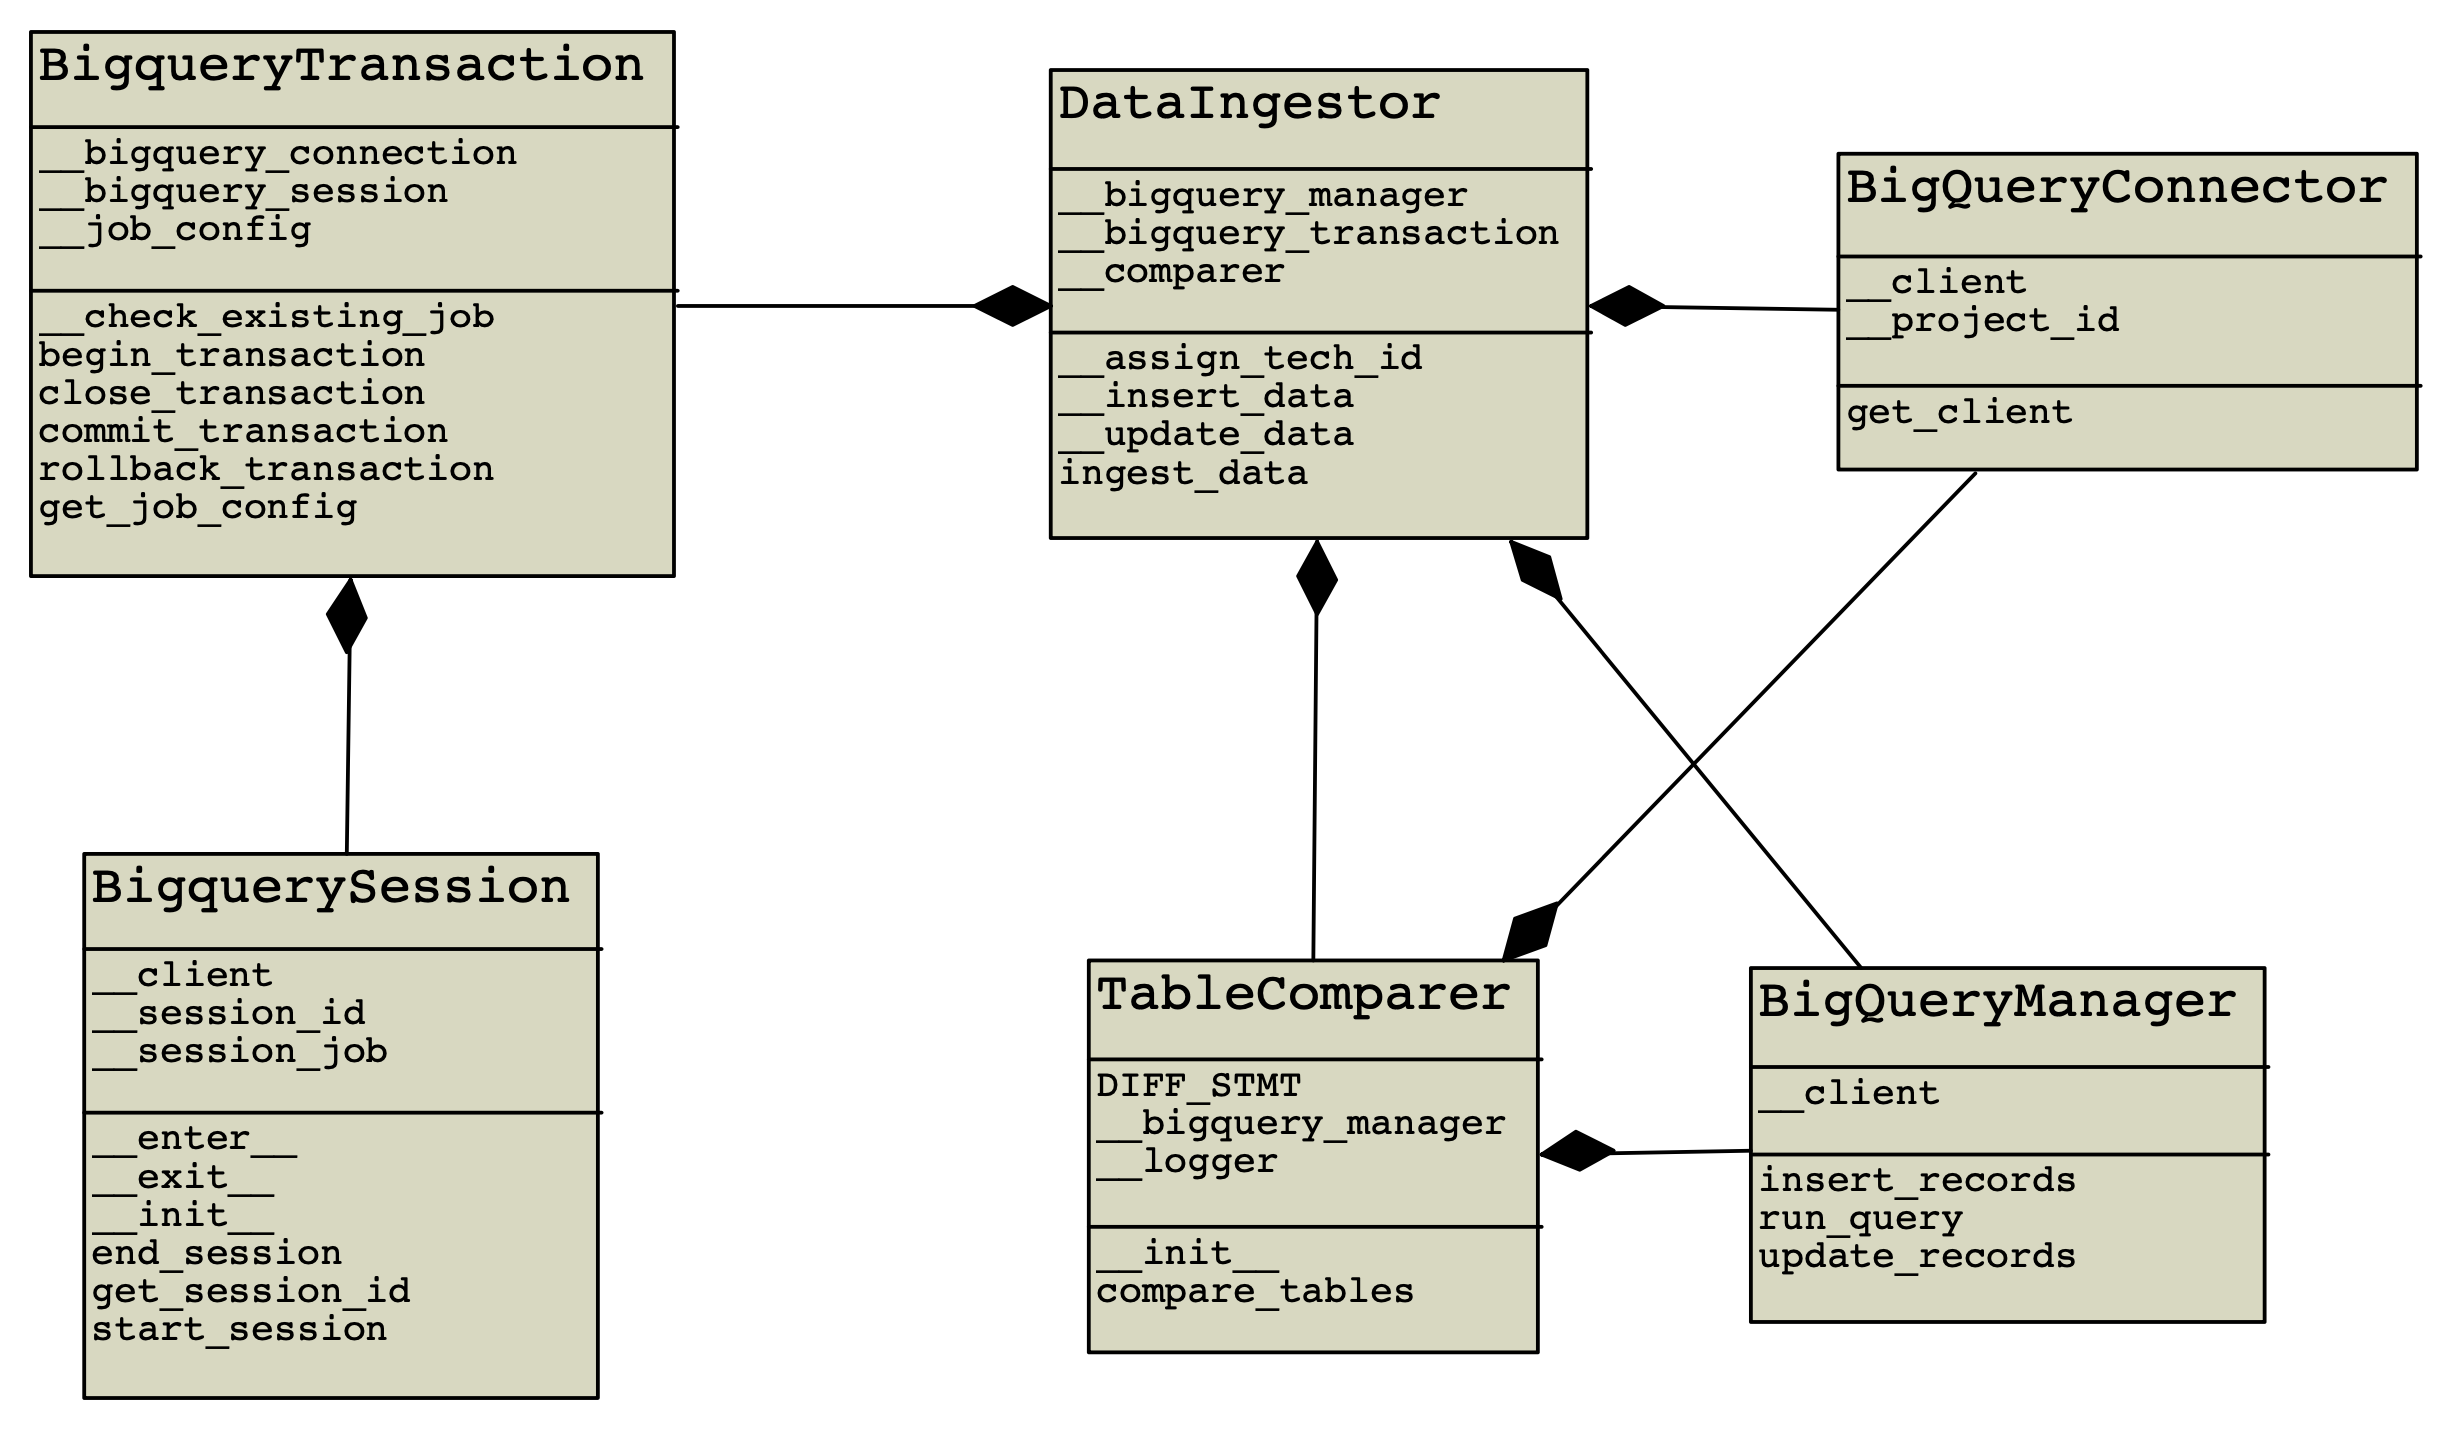 BigqueryTransaction
__bigquery_connection
__bigquery_session
__job_config
__check_existing_job
begin_transaction
close_transaction
commit_transaction
rollback_transaction
get_job_config
DataIngestor
__bigquery_manager
__bigquery_transaction
__comparer
__assign_tech_id
__insert_data
__update_data
ingest_data
BigQueryConnector
__client
__project_id
get_client
BigquerySession
__client
__session_id
__session_job
__enter__
__exit__
__init__
end_session
get_session_id
start_session
TableComparer
DIFF_STMT
__bigquery_manager
__logger
__init__
compare_tables
BigQueryManager
__client
insert_records
run_query
update_records